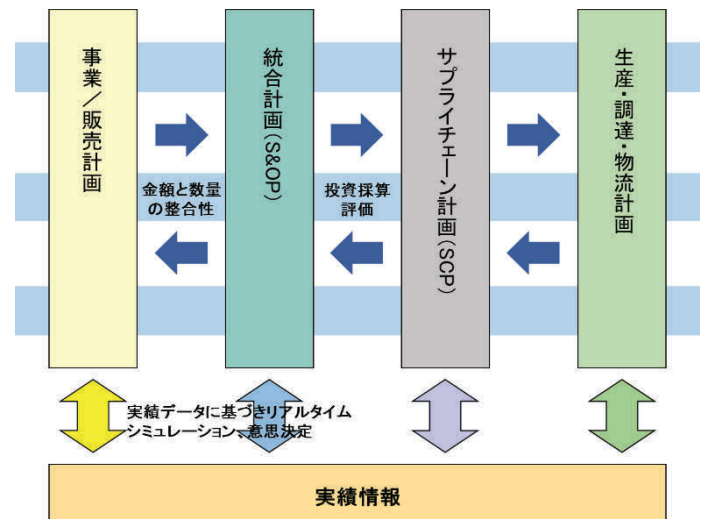 事業／販売計画
統合計画(S&OP)
サプライチェーン計画(SCP)
生産・調達・物流計画
金額と数量
の整合性
投資採算
評価
実績データに基づきリアルタイム
シミュレーション、意思決定
実績情報